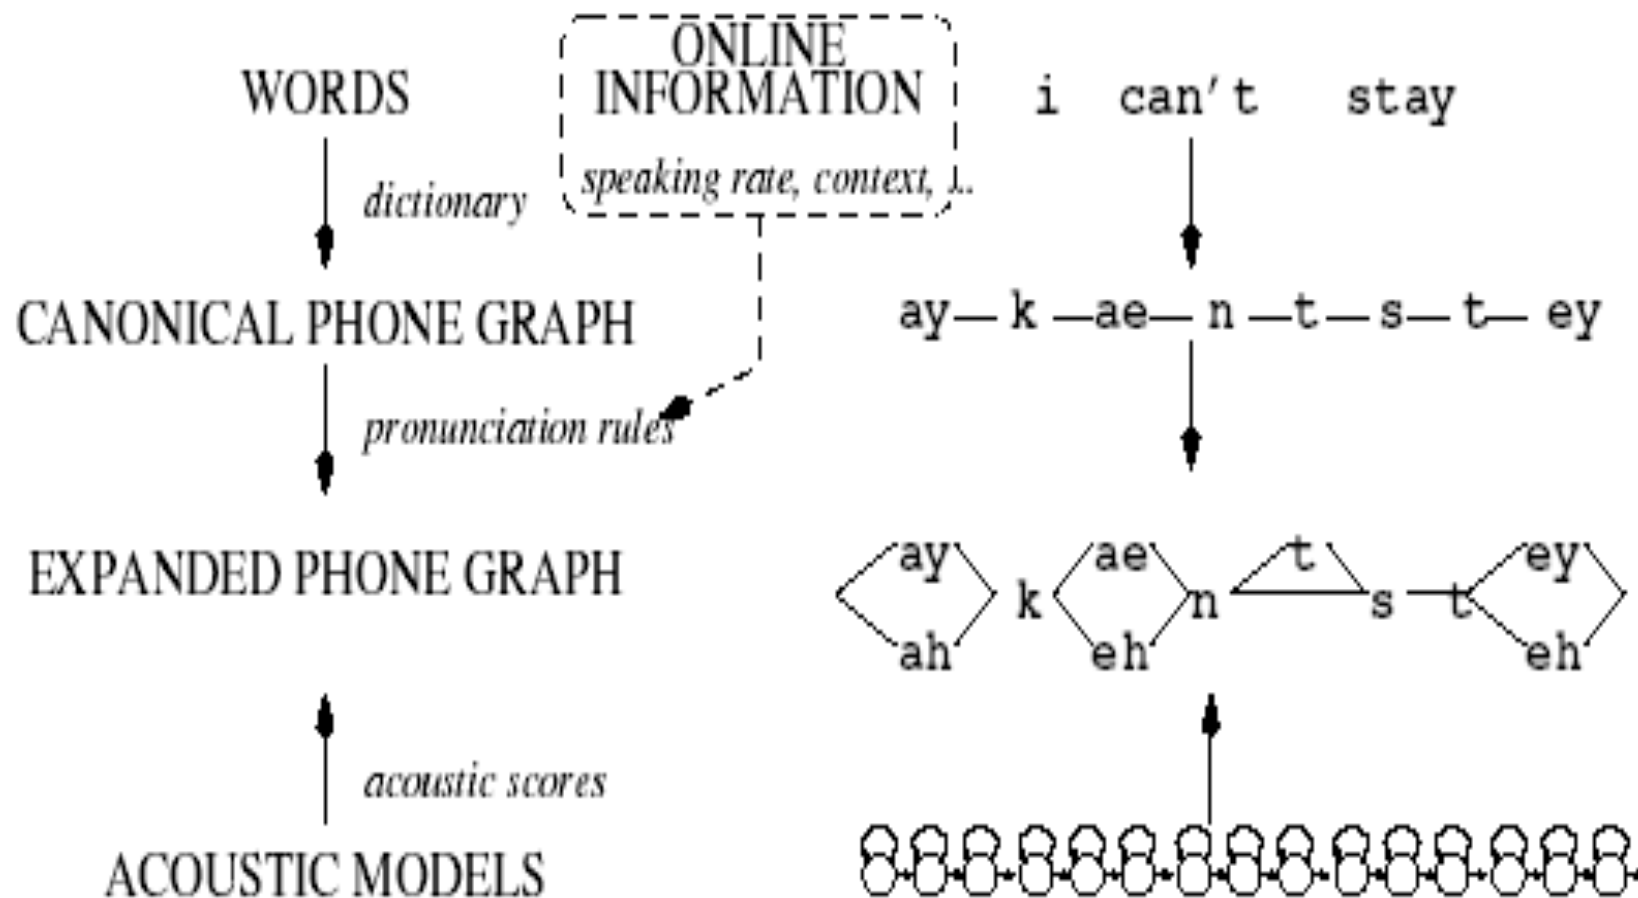 ONLINE
WORDS INFORMATION i can't stay
speaking rate, context, ...
dictionary
CANONICAL PHONE GRAPH ay k ae n t s t ey
pronunciation rules
ay ae t ey
EXPANDED PHONE GRAPH k n s t
ah eh eh
acoustic scores
ACOUSTIC MODELS